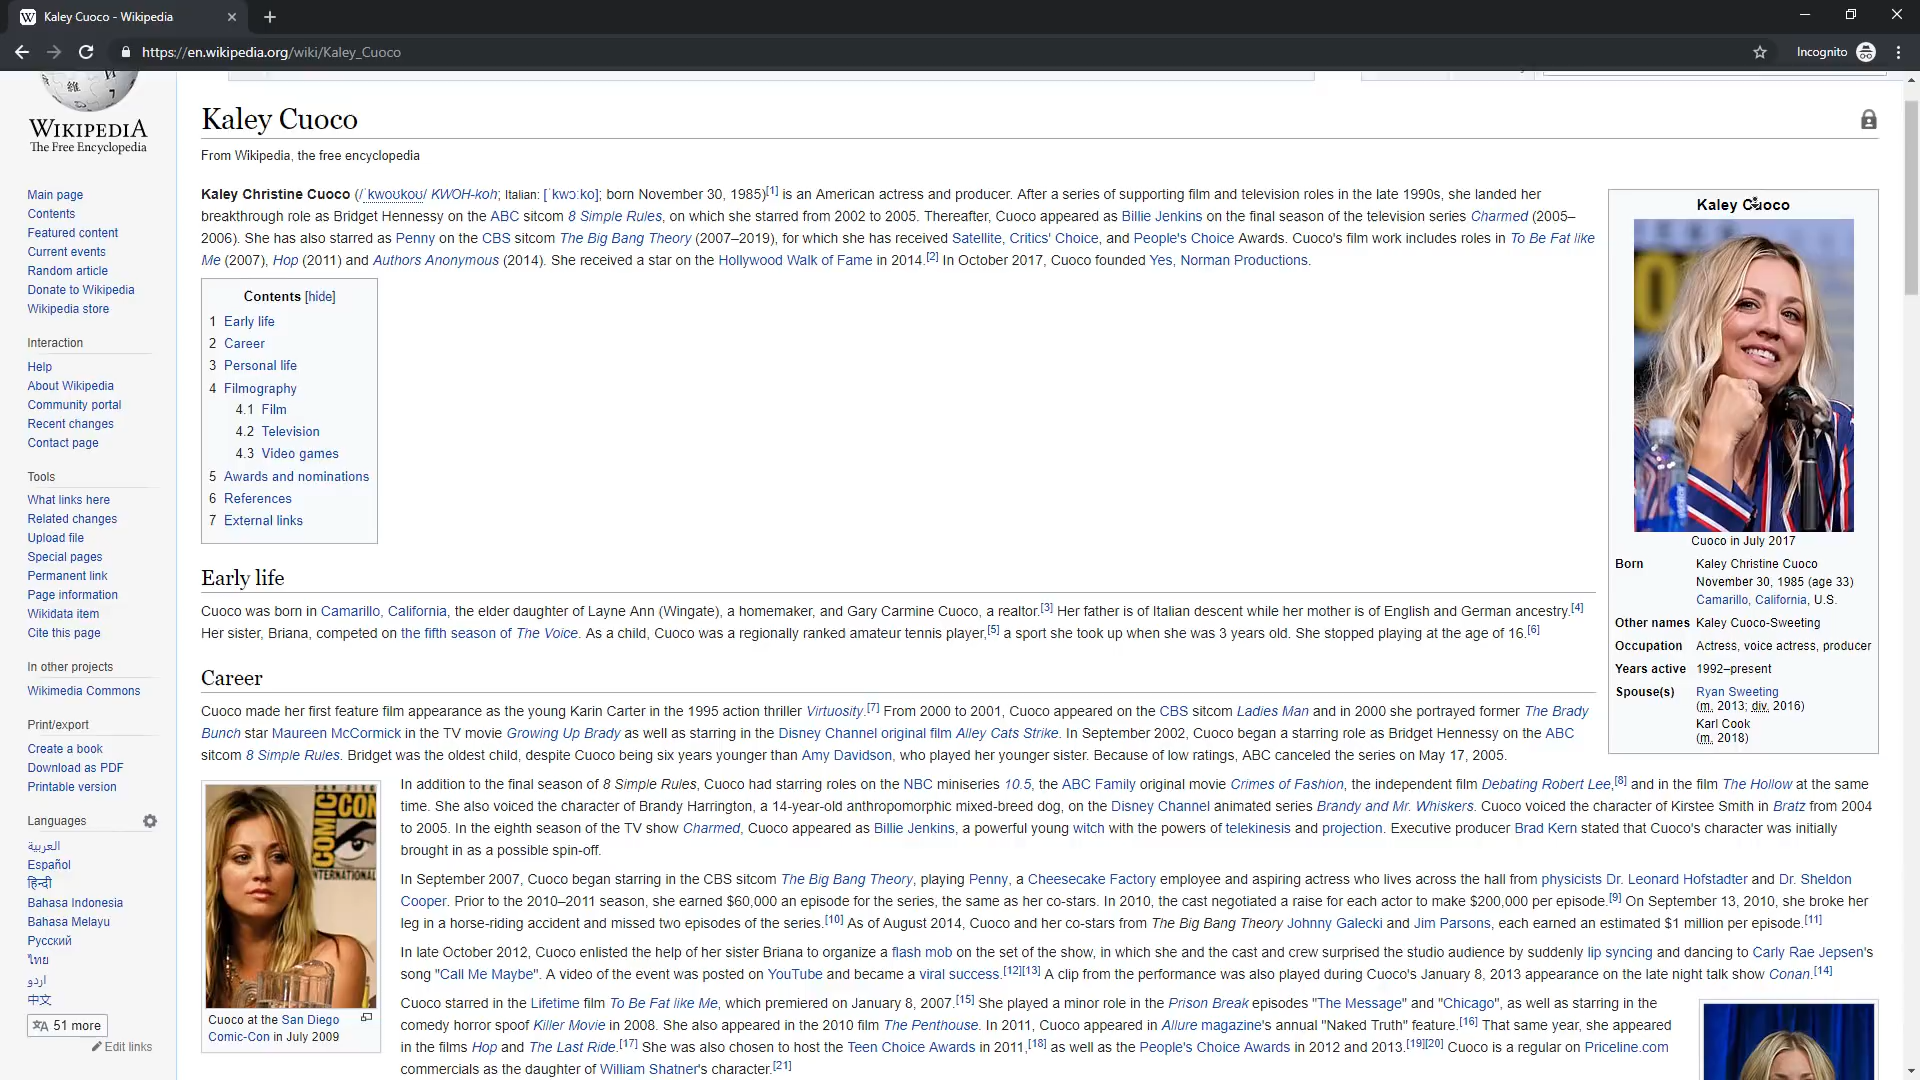 Kaley Cuoco - Wikipedia
https://en.wikipedia.org/wiki/Kaley_Cuoco
Incognito
WIKIPEDIA
The Free Encyclopedia
Main page
Contents
Featured content
Current events
Random article
Donate to Wikipedia
Wikipedia store
Interaction
Help
About Wikipedia
Community portal
Recent changes
Contact page
Tools
What links here
Related changes
Upload file
Special pages
Permanent link
Page information
Wikidata item
Cite this page
In other projects
Wikimedia Commons
Print/export
Create a book
Download as PDF
Printable version
Languages
العربية
Español
हिन्दी
Bahasa Indonesia
Bahasa Melayu
Русский
ไทย
اردو
中文
51 more
Edit links
Kaley Cuoco
From Wikipedia, the free encyclopedia
Kaley Christine Cuoco (/ˈkwoʊkoʊ/ KWOH-koh; Italian: [ˈkwɔːko]; born November 30, 1985)[1] is an American actress and producer. After a series of supporting film and television roles in the late 1990s, she landed her
breakthrough role as Bridget Hennessy on the ABC sitcom 8 Simple Rules, on which she starred from 2002 to 2005. Thereafter, Cuoco appeared as Billie Jenkins on the final season of the television series Charmed (2005–
2006). She has also starred as Penny on the CBS sitcom The Big Bang Theory (2007–2019), for which she has received Satellite, Critics' Choice, and People's Choice Awards. Cuoco's film work includes roles in To Be Fat like
Me (2007), Hop (2011) and Authors Anonymous (2014). She received a star on the Hollywood Walk of Fame in 2014.[2] In October 2017, Cuoco founded Yes, Norman Productions.
Contents [hide]
1 Early life
2 Career
3 Personal life
4 Filmography
4.1 Film
4.2 Television
4.3 Video games
5 Awards and nominations
6 References
7 External links
Kaley Cuoco
Cuoco in July 2017
Born Kaley Christine Cuoco
November 30, 1985 (age 33)
Camarillo, California, U.S.
Other names Kaley Cuoco-Sweeting
Occupation Actress, voice actress, producer
Years active 1992–present
Spouse(s) Ryan Sweeting
(m. 2013; div. 2016)
Karl Cook
(m. 2018)
Early life
Cuoco was born in Camarillo, California, the elder daughter of Layne Ann (Wingate), a homemaker, and Gary Carmine Cuoco, a realtor.[3] Her father is of Italian descent while her mother is of English and German ancestry.[4]
Her sister, Briana, competed on the fifth season of The Voice. As a child, Cuoco was a regionally ranked amateur tennis player,[5] a sport she took up when she was 3 years old. She stopped playing at the age of 16.[6]
Career
Cuoco made her first feature film appearance as the young Karin Carter in the 1995 action thriller Virtuosity.[7] From 2000 to 2001, Cuoco appeared on the CBS sitcom Ladies Man and in 2000 she portrayed former The Brady
Bunch star Maureen McCormick in the TV movie Growing Up Brady as well as starring in the Disney Channel original film Alley Cats Strike. In September 2002, Cuoco began a starring role as Bridget Hennessy on the ABC
sitcom 8 Simple Rules. Bridget was the oldest child, despite Cuoco being six years younger than Amy Davidson, who played her younger sister. Because of low ratings, ABC canceled the series on May 17, 2005.
COMIC CON
INTERNATIONAL
Cuoco at the San Diego
Comic-Con in July 2009
In addition to the final season of 8 Simple Rules, Cuoco had starring roles on the NBC miniseries 10.5, the ABC Family original movie Crimes of Fashion, the independent film Debating Robert Lee,[8] and in the film The Hollow at the same
time. She also voiced the character of Brandy Harrington, a 14-year-old anthropomorphic mixed-breed dog, on the Disney Channel animated series Brandy and Mr. Whiskers. Cuoco voiced the character of Kirstee Smith in Bratz from 2004
to 2005. In the eighth season of the TV show Charmed, Cuoco appeared as Billie Jenkins, a powerful young witch with the powers of telekinesis and projection. Executive producer Brad Kern stated that Cuoco's character was initially
brought in as a possible spin-off.
In September 2007, Cuoco began starring in the CBS sitcom The Big Bang Theory, playing Penny, a Cheesecake Factory employee and aspiring actress who lives across the hall from physicists Dr. Leonard Hofstadter and Dr. Sheldon
Cooper. Prior to the 2010–2011 season, she earned $60,000 an episode for the series, the same as her co-stars. In 2010, the cast negotiated a raise for each actor to make $200,000 per episode.[9] On September 13, 2010, she broke her
leg in a horse-riding accident and missed two episodes of the series.[10] As of August 2014, Cuoco and her co-stars from The Big Bang Theory Johnny Galecki and Jim Parsons, each earned an estimated $1 million per episode.[11]
In late October 2012, Cuoco enlisted the help of her sister Briana to organize a flash mob on the set of the show, in which she and the cast and crew surprised the studio audience by suddenly lip syncing and dancing to Carly Rae Jepsen's
song "Call Me Maybe". A video of the event was posted on YouTube and became a viral success.[12][13] A clip from the performance was also played during Cuoco's January 8, 2013 appearance on the late night talk show Conan.[14]
Cuoco starred in the Lifetime film To Be Fat like Me, which premiered on January 8, 2007.[15] She played a minor role in the Prison Break episodes "The Message" and "Chicago", as well as starring in the
comedy horror spoof Killer Movie in 2008. She also appeared in the 2010 film The Penthouse. In 2011, Cuoco appeared in Allure magazine's annual "Naked Truth" feature.[16] That same year, she appeared
in the films Hop and The Last Ride.[17] She was also chosen to host the Teen Choice Awards in 2011,[18] as well as the People's Choice Awards in 2012 and 2013.[19][20] Cuoco is a regular on Priceline.com
commercials as the daughter of William Shatner's character.[21]